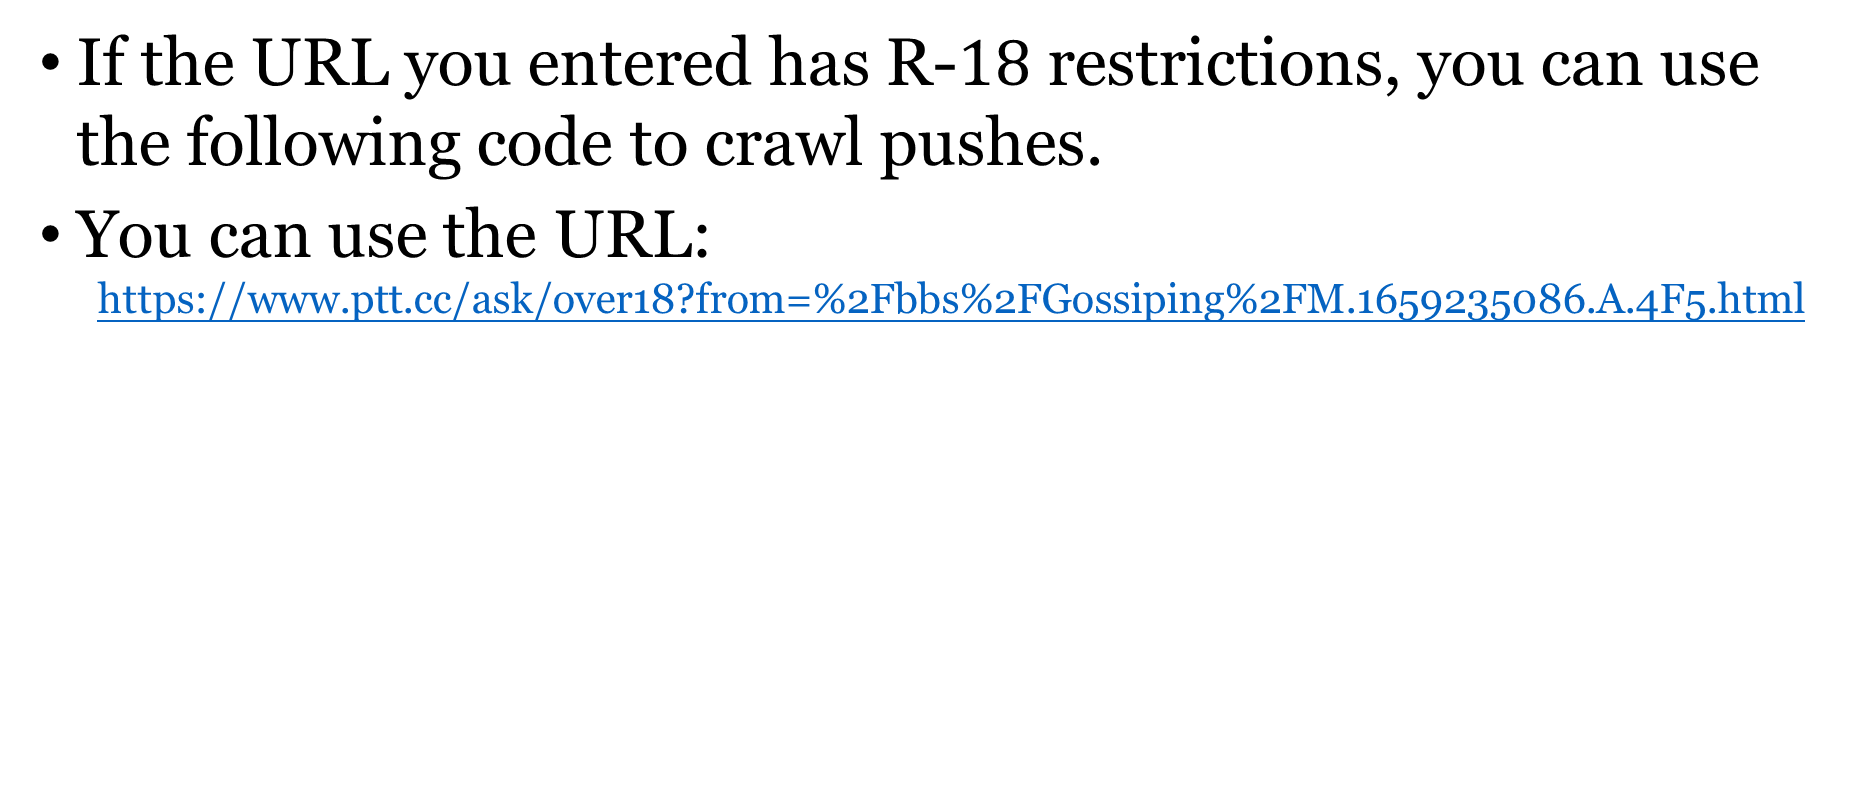 • If the URL you entered has R-18 restrictions, you can use
the following code to crawl pushes.
• You can use the URL:
https://www.ptt.cc/ask/over18?from=%2Fbbs%2FGossiping%2FM.1659235086.A.4F5.html